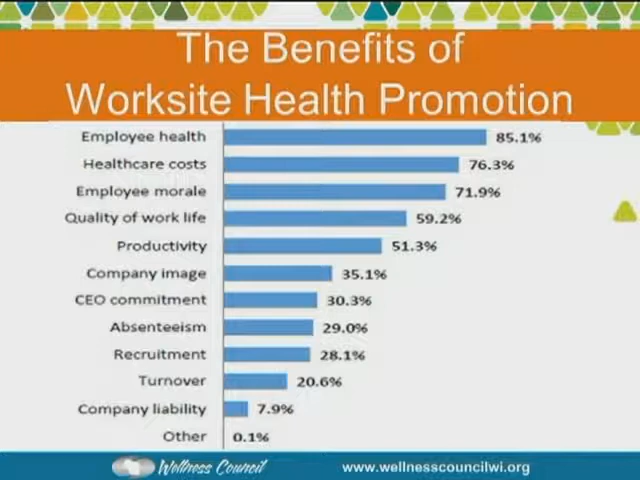 The Benefits of
Worksite Health Promotion
Employee health 85.1%
Healthcare costs 76.3%
Employee morale 71.9%
Quality of work life 59.2%
Productivity 51.3%
Company image 35.1%
CEO commitment 30.3%
Absenteeism 29.0%
Recruitment 28.1%
Turnover 20.6%
Company liability 7.9%
Other 0.1%
Wellness Council www.wellnesscouncilwi.org